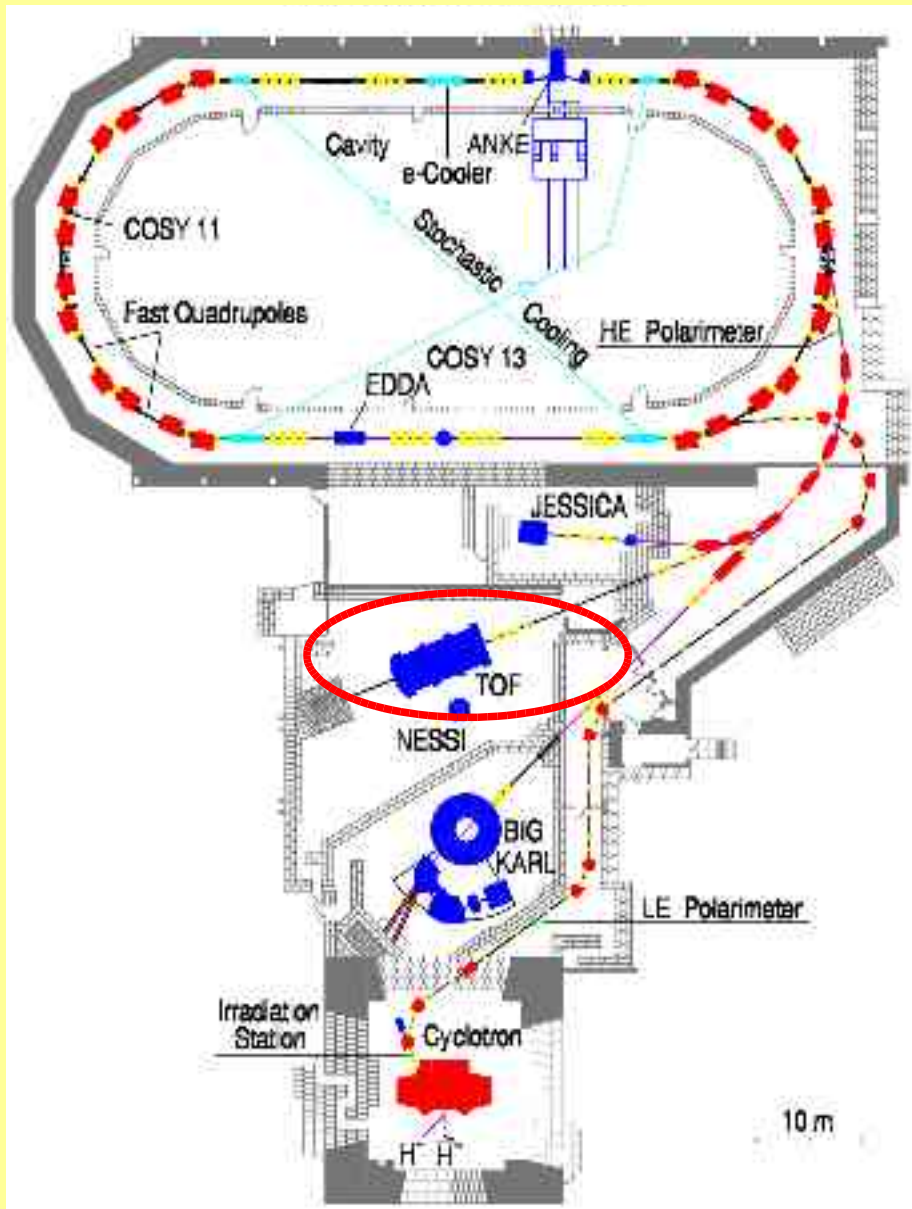 Cavity
ANKE
e-Cooler
COSY 11
Stochastic
Cooling
Fast Quadrupoles
HE Polarimeter
COSY 13
EDDA
JESSICA
TOF
NESSI
BIG
KARL
LE Polarimeter
Irradiation
Station
Cyclotron
10 m
H⁻ H⁻